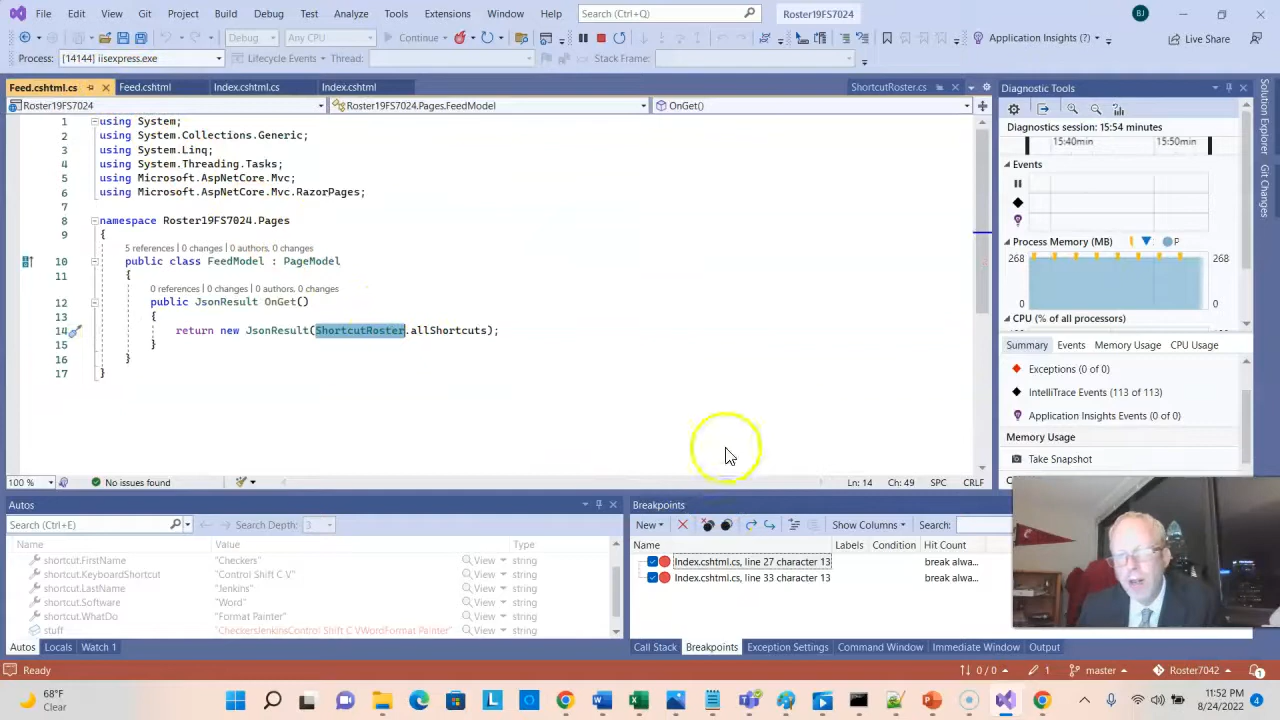 File Edit View Git Project Build Debug Test Analyze Tools Extensions Window Help Search (Ctrl+Q) Roster19FS7024 BJ
Debug Any CPU Continue Application Insights (?) Live Share
Process: [14144] iisexpress.exe Lifecycle Events Thread: Stack Frame:
Feed.cshtml.cs Feed.cshtml Index.cshtml.cs Index.cshtml ShortcutRoster.cs
Roster19FS7024 Roster19FS7024.Pages.FeedModel OnGet()
1 using System;
2 using System.Collections.Generic;
3 using System.Linq;
4 using System.Threading.Tasks;
5 using Microsoft.AspNetCore.Mvc;
6 using Microsoft.AspNetCore.Mvc.RazorPages;
7
8 namespace Roster19FS7024.Pages
9 {
5 references | 0 changes | 0 authors, 0 changes
10 public class FeedModel : PageModel
11 {
0 references | 0 changes | 0 authors, 0 changes
12 public JsonResult OnGet()
13 {
14 return new JsonResult(ShortcutRoster.allShortcuts);
15 }
16 }
17 }
100 % No issues found Ln: 14 Ch: 49 SPC CRLF
Diagnostic Tools
Diagnostics session: 15:54 minutes
15:40min 15:50min
Events
Process Memory (MB) P
268 268
0 0
CPU (% of all processors)
Summary Events Memory Usage CPU Usage
Exceptions (0 of 0)
IntelliTrace Events (113 of 113)
Application Insights Events (0 of 0)
Memory Usage
Take Snapshot
Solution Explorer
Git Changes
Autos
Search (Ctrl+E) Search Depth: 3
Name Value Type
shortcut.FirstName "Checkers" View string
shortcut.KeyboardShortcut "Control Shift C V" View string
shortcut.LastName "Jenkins" View string
shortcut.Software "Word" View string
shortcut.WhatDo "Format Painter" View string
stuff "CheckersJenkinsControl Shift C VWordFormat Painter" View string
Autos Locals Watch 1
Breakpoints
New Show Columns Search:
Name Labels Condition Hit Count
Index.cshtml.cs, line 27 character 13 break alwa...
Index.cshtml.cs, line 33 character 13 break alwa...
Call Stack Breakpoints Exception Settings Command Window Immediate Window Output
Ready 0 / 0 1 master Roster7042 1
68°F
Clear
11:52 PM
8/24/2022
4